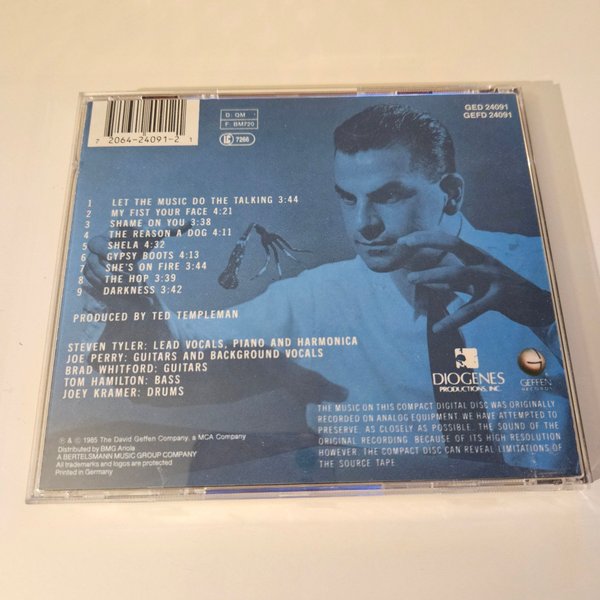 7 2064-24091-2 1
D: DM I
F: BM720
LC 7266
GED 24091
GEFD 24091
1 LET THE MUSIC DO THE TALKING 3:44
2 MY FIST YOUR FACE 4:21
3 SHAME ON YOU 3:38
4 THE REASON A DOG 4:11
5 SHELA 4:32
6 GYPSY BOOTS 4:13
7 SHE'S ON FIRE 3:44
8 THE HOP 3:39
9 DARKNESS 3:42
PRODUCED BY TED TEMPLEMAN
STEVEN TYLER: LEAD VOCALS, PIANO AND HARMONICA
JOE PERRY: GUITARS AND BACKGROUND VOCALS
BRAD WHITFORD: GUITARS
TOM HAMILTON: BASS
JOEY KRAMER: DRUMS
DIOGENES
PRODUCTIONS, INC.
GEFFEN
RECORDS
℗ & © 1985 The David Geffen Company, a MCA Company
Distributed by BMG Ariola
A BERTELSMANN MUSIC GROUP COMPANY
All trademarks and logos are protected
Printed in Germany
THE MUSIC ON THIS COMPACT DIGITAL DISC WAS ORIGINALLY
RECORDED ON ANALOG EQUIPMENT. WE HAVE ATTEMPTED TO
PRESERVE, AS CLOSELY AS POSSIBLE, THE SOUND OF THE
ORIGINAL RECORDING. BECAUSE OF ITS HIGH RESOLUTION
HOWEVER, THE COMPACT DISC CAN REVEAL LIMITATIONS OF
THE SOURCE TAPE.